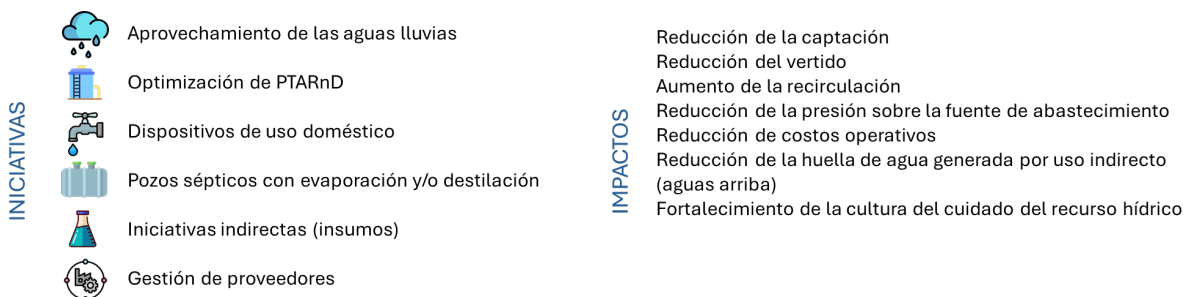 INICIATIVAS
Aprovechamiento de las aguas lluvias
Optimización de PTARnD
Dispositivos de uso doméstico
Pozos sépticos con evaporación y/o destilación
Iniciativas indirectas (insumos)
Gestión de proveedores
IMPACTOS
Reducción de la captación
Reducción del vertido
Aumento de la recirculación
Reducción de la presión sobre la fuente de abastecimiento
Reducción de costos operativos
Reducción de la huella de agua generada por uso indirecto
(aguas arriba)
Fortalecimiento de la cultura del cuidado del recurso hídrico